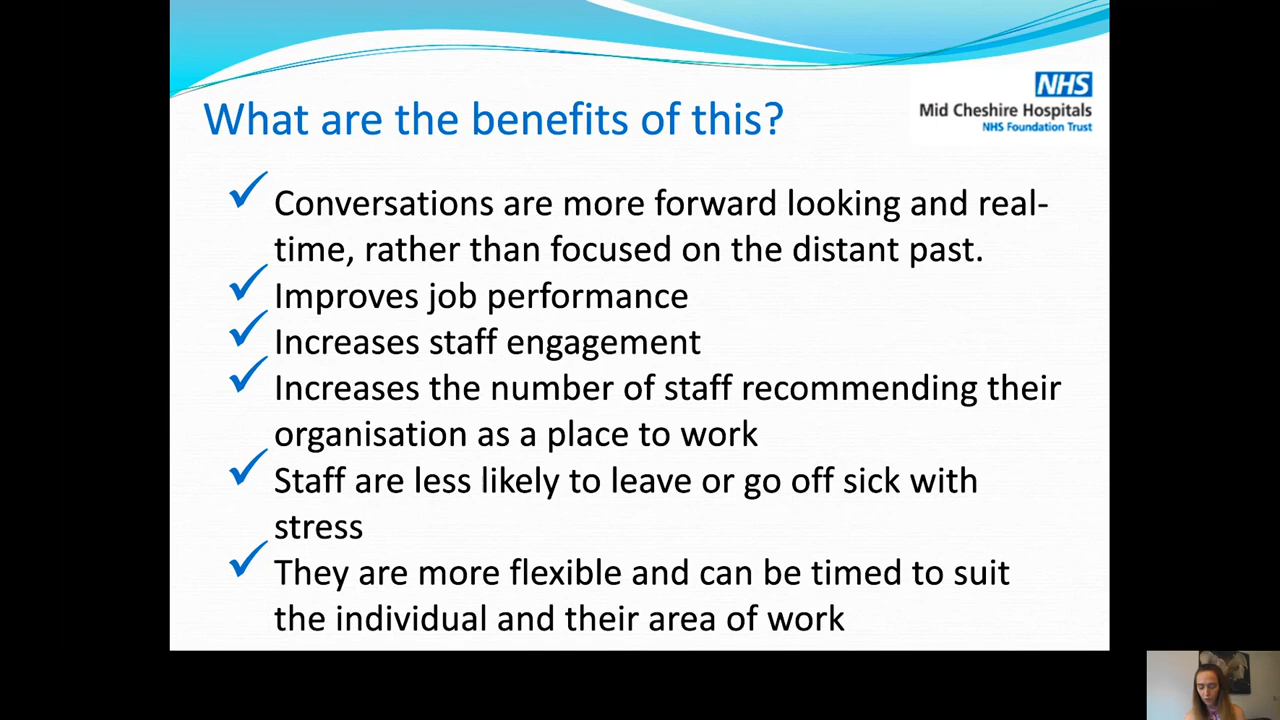 NHS
Mid Cheshire Hospitals
NHS Foundation Trust
What are the benefits of this?
Conversations are more forward looking and real-
time, rather than focused on the distant past.
Improves job performance
Increases staff engagement
Increases the number of staff recommending their
organisation as a place to work
Staff are less likely to leave or go off sick with
stress
They are more flexible and can be timed to suit
the individual and their area of work